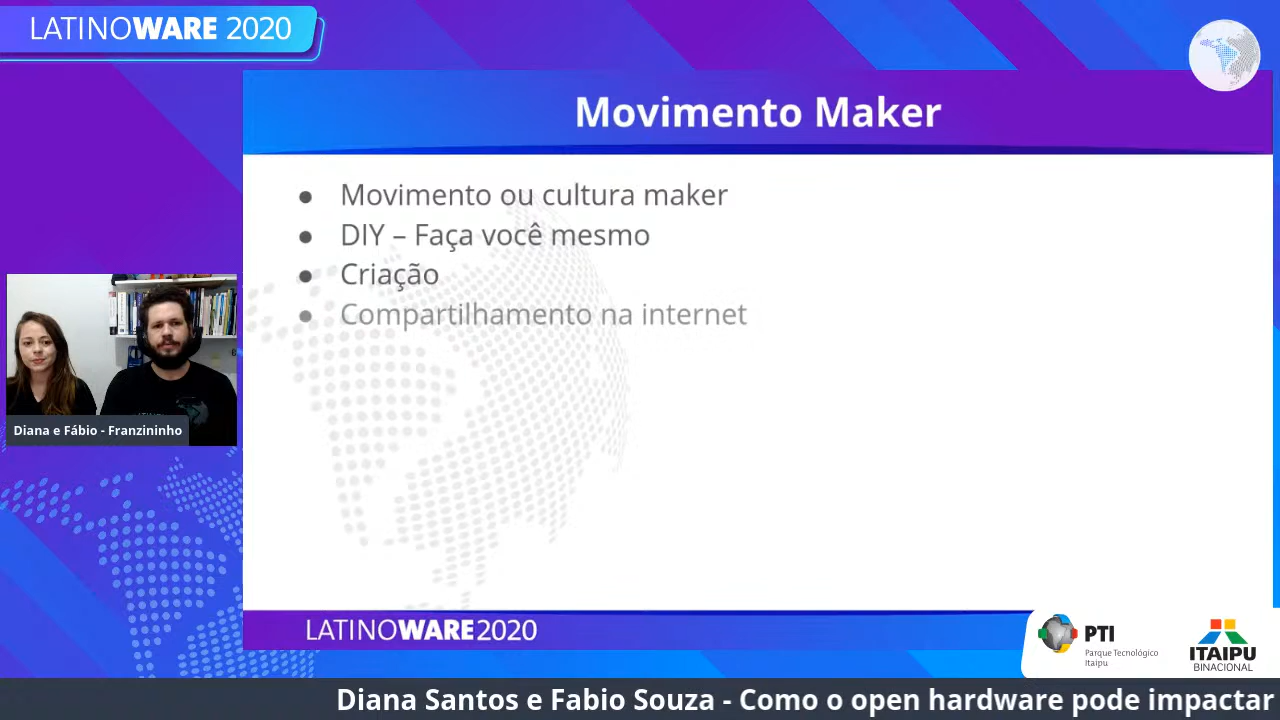 LATINOWARE 2020
Movimento Maker
● Movimento ou cultura maker
● DIY – Faça você mesmo
● Criação
● Compartilhamento na internet
Diana e Fábio - Franzininho
LATINOWARE2020
PTI
Parque Tecnológico
Itaipu
ITAIPU
BINACIONAL
Diana Santos e Fabio Souza - Como o open hardware pode impactar